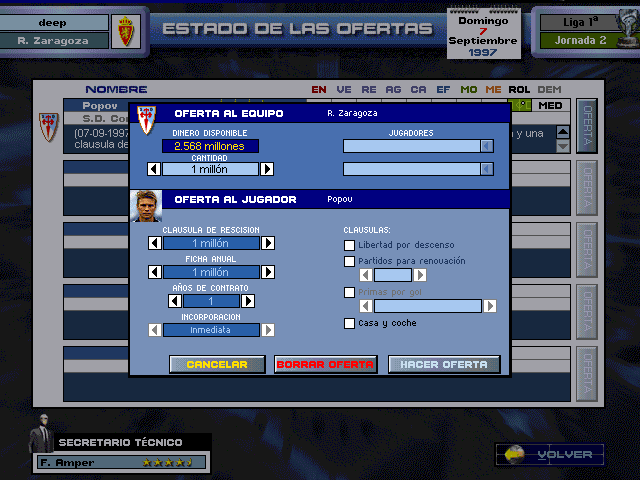 deep
R. Zaragoza
ESTADO DE LAS OFERTAS
Domingo
7
Septiembre
1997
Liga 1ª
Jornada 2
NOMBRE EN VE RE AG CA EF MO ME ROL DEM
Popov MED
S.D. Co
(07-09-1997 y una
clausula de
OFERTA
OFERTA
OFERTA
OFERTA
OFERTA
OFERTA AL EQUIPO R. Zaragoza
DINERO DISPONIBLE
2.568 millones
CANTIDAD
1 millón
JUGADORES
OFERTA AL JUGADOR Popov
CLAUSULA DE RESCISION
1 millón
FICHA ANUAL
1 millón
AÑOS DE CONTRATO
1
INCORPORACION
Inmediata
CLAUSULAS:
Libertad por descenso
Partidos para renovación
Primas por gol
Casa y coche
CANCELAR
BORRAR OFERTA
HACER OFERTA
SECRETARIO TÉCNICO
F. Amper
VOLVER